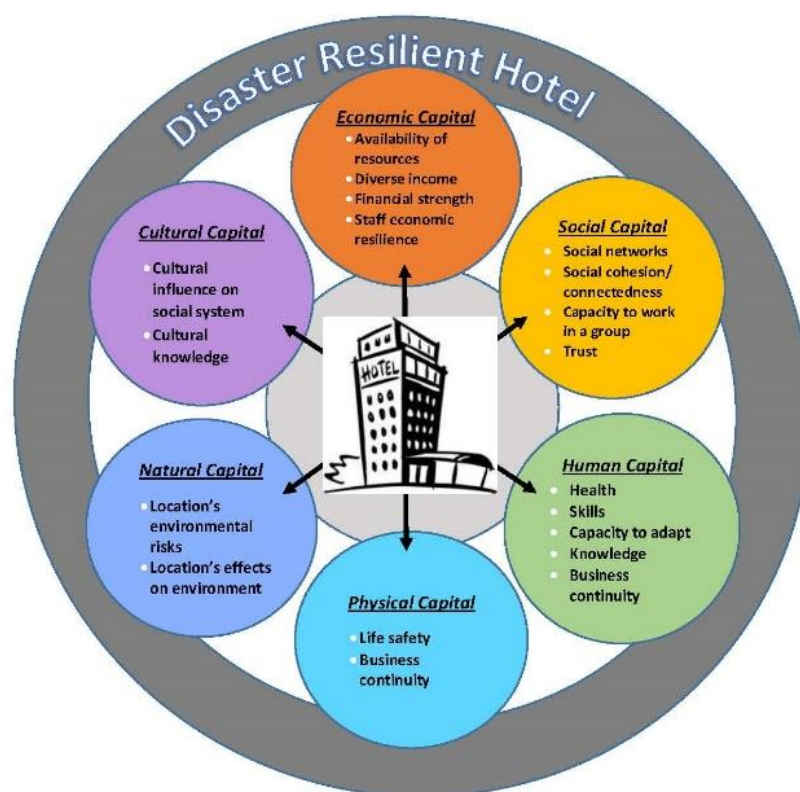 Disaster Resilient Hotel
Economic Capital
• Availability of
resources
• Diverse income
• Financial strength
• Staff economic
resilience
Social Capital
• Social networks
• Social cohesion/
connectedness
• Capacity to work
in a group
• Trust
Human Capital
• Health
• Skills
• Capacity to adapt
• Knowledge
• Business
continuity
Physical Capital
• Life safety
• Business
continuity
Natural Capital
• Location's
environmental
risks
• Location's effects
on environment
Cultural Capital
• Cultural
influence on
social system
• Cultural
knowledge
HOTEL